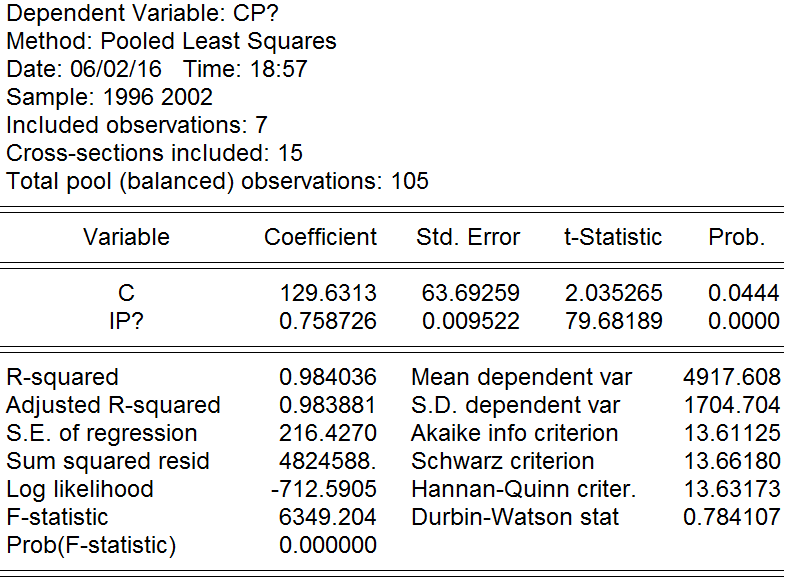 Dependent Variable: CP?
Method: Pooled Least Squares
Date: 06/02/16 Time: 18:57
Sample: 1996 2002
Included observations: 7
Cross-sections included: 15
Total pool (balanced) observations: 105
Variable Coefficient Std. Error t-Statistic Prob.
C 129.6313 63.69259 2.035265 0.0444
IP? 0.758726 0.009522 79.68189 0.0000
R-squared 0.984036 Mean dependent var 4917.608
Adjusted R-squared 0.983881 S.D. dependent var 1704.704
S.E. of regression 216.4270 Akaike info criterion 13.61125
Sum squared resid 4824588. Schwarz criterion 13.66180
Log likelihood -712.5905 Hannan-Quinn criter. 13.63173
F-statistic 6349.204 Durbin-Watson stat 0.784107
Prob(F-statistic) 0.000000